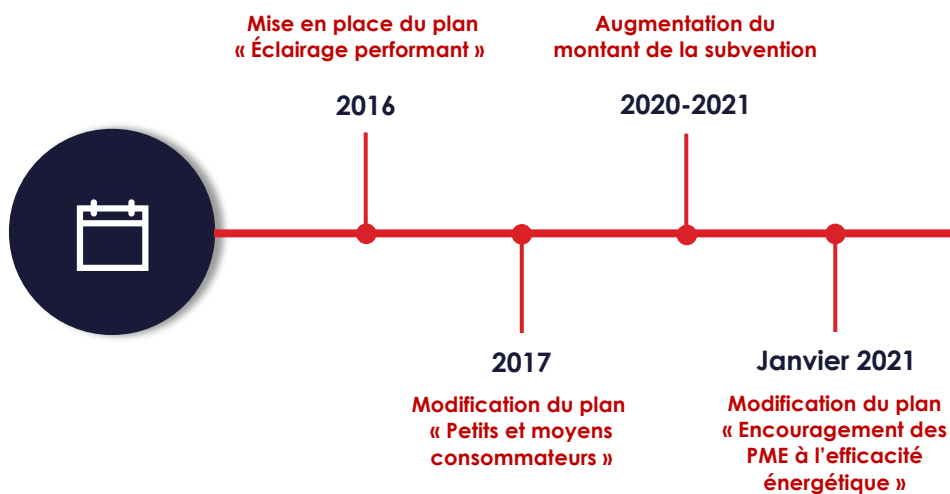 Mise en place du plan
« Éclairage performant »
2016
Augmentation du
montant de la subvention
2020-2021
2017
Modification du plan
« Petits et moyens
consommateurs »
Janvier 2021
Modification du plan
« Encouragement des
PME à l’efficacité
énergétique »